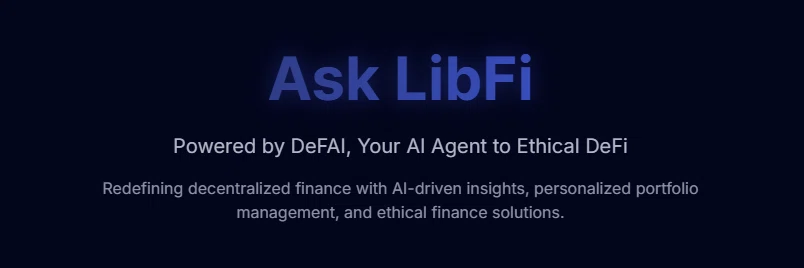 Ask LibFi
Powered by DeFAI, Your AI Agent to Ethical DeFi
Redefining decentralized finance with AI-driven insights, personalized portfolio
management, and ethical finance solutions.